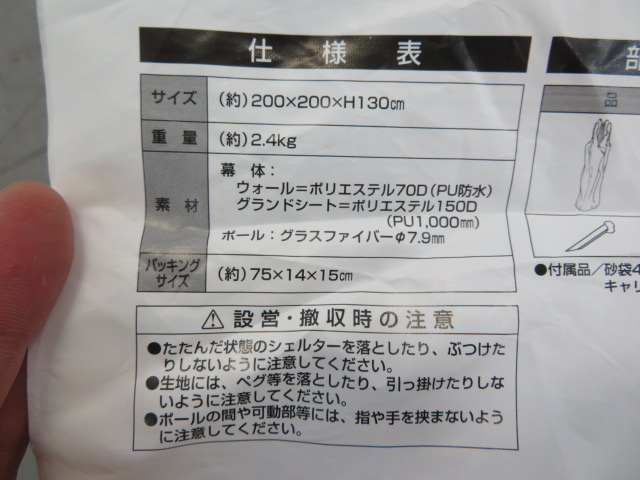 仕様表
サイズ (約)200×200×H130cm
重量 (約)2.4kg
素材 幕体:
ウォール=ポリエステル70D(PU防水)
グランドシート=ポリエステル150D
(PU1,000mm)
ポール:グラスファイバーφ7.9mm
パッキングサイズ (約)75×14×15cm
⚠設営・撤収時の注意
●たたんだ状態のシェルターを落としたり、ぶつけた
りしないように注意してください。
●生地には、ペグ等を落としたり、引っ掛けたりしな
いように注意してください。
●ポールの間や可動部等には、指や手を挟まないよう
に注意してください。
部
品
●付属品/砂袋4
キャリ